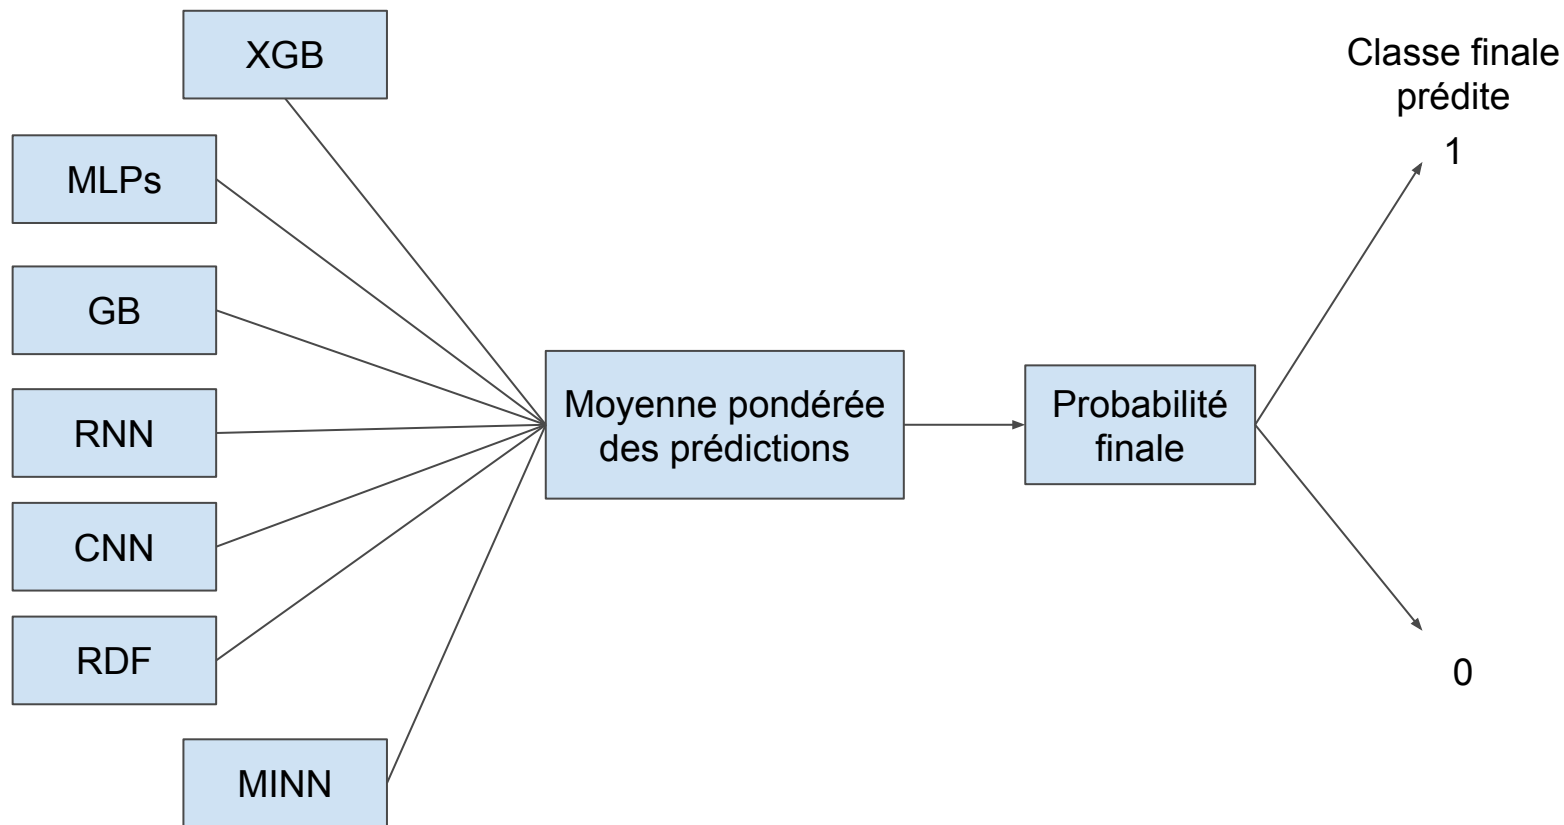 XGB
MLPs
GB
RNN
CNN
RDF
MINN
Moyenne pondérée
des prédictions
Probabilité
finale
Classe finale
prédite
1
0